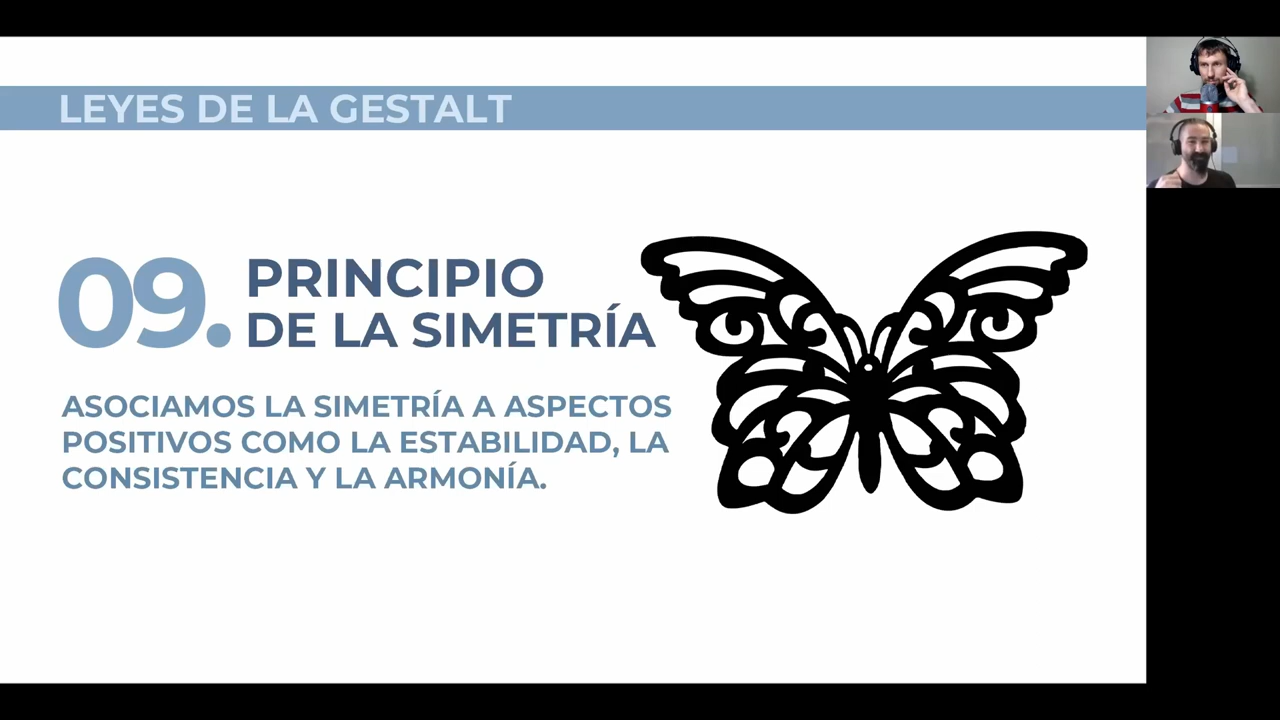 LEYES DE LA GESTALT
09. PRINCIPIO
DE LA SIMETRÍA
ASOCIAMOS LA SIMETRÍA A ASPECTOS
POSITIVOS COMO LA ESTABILIDAD, LA
CONSISTENCIA Y LA ARMONÍA.